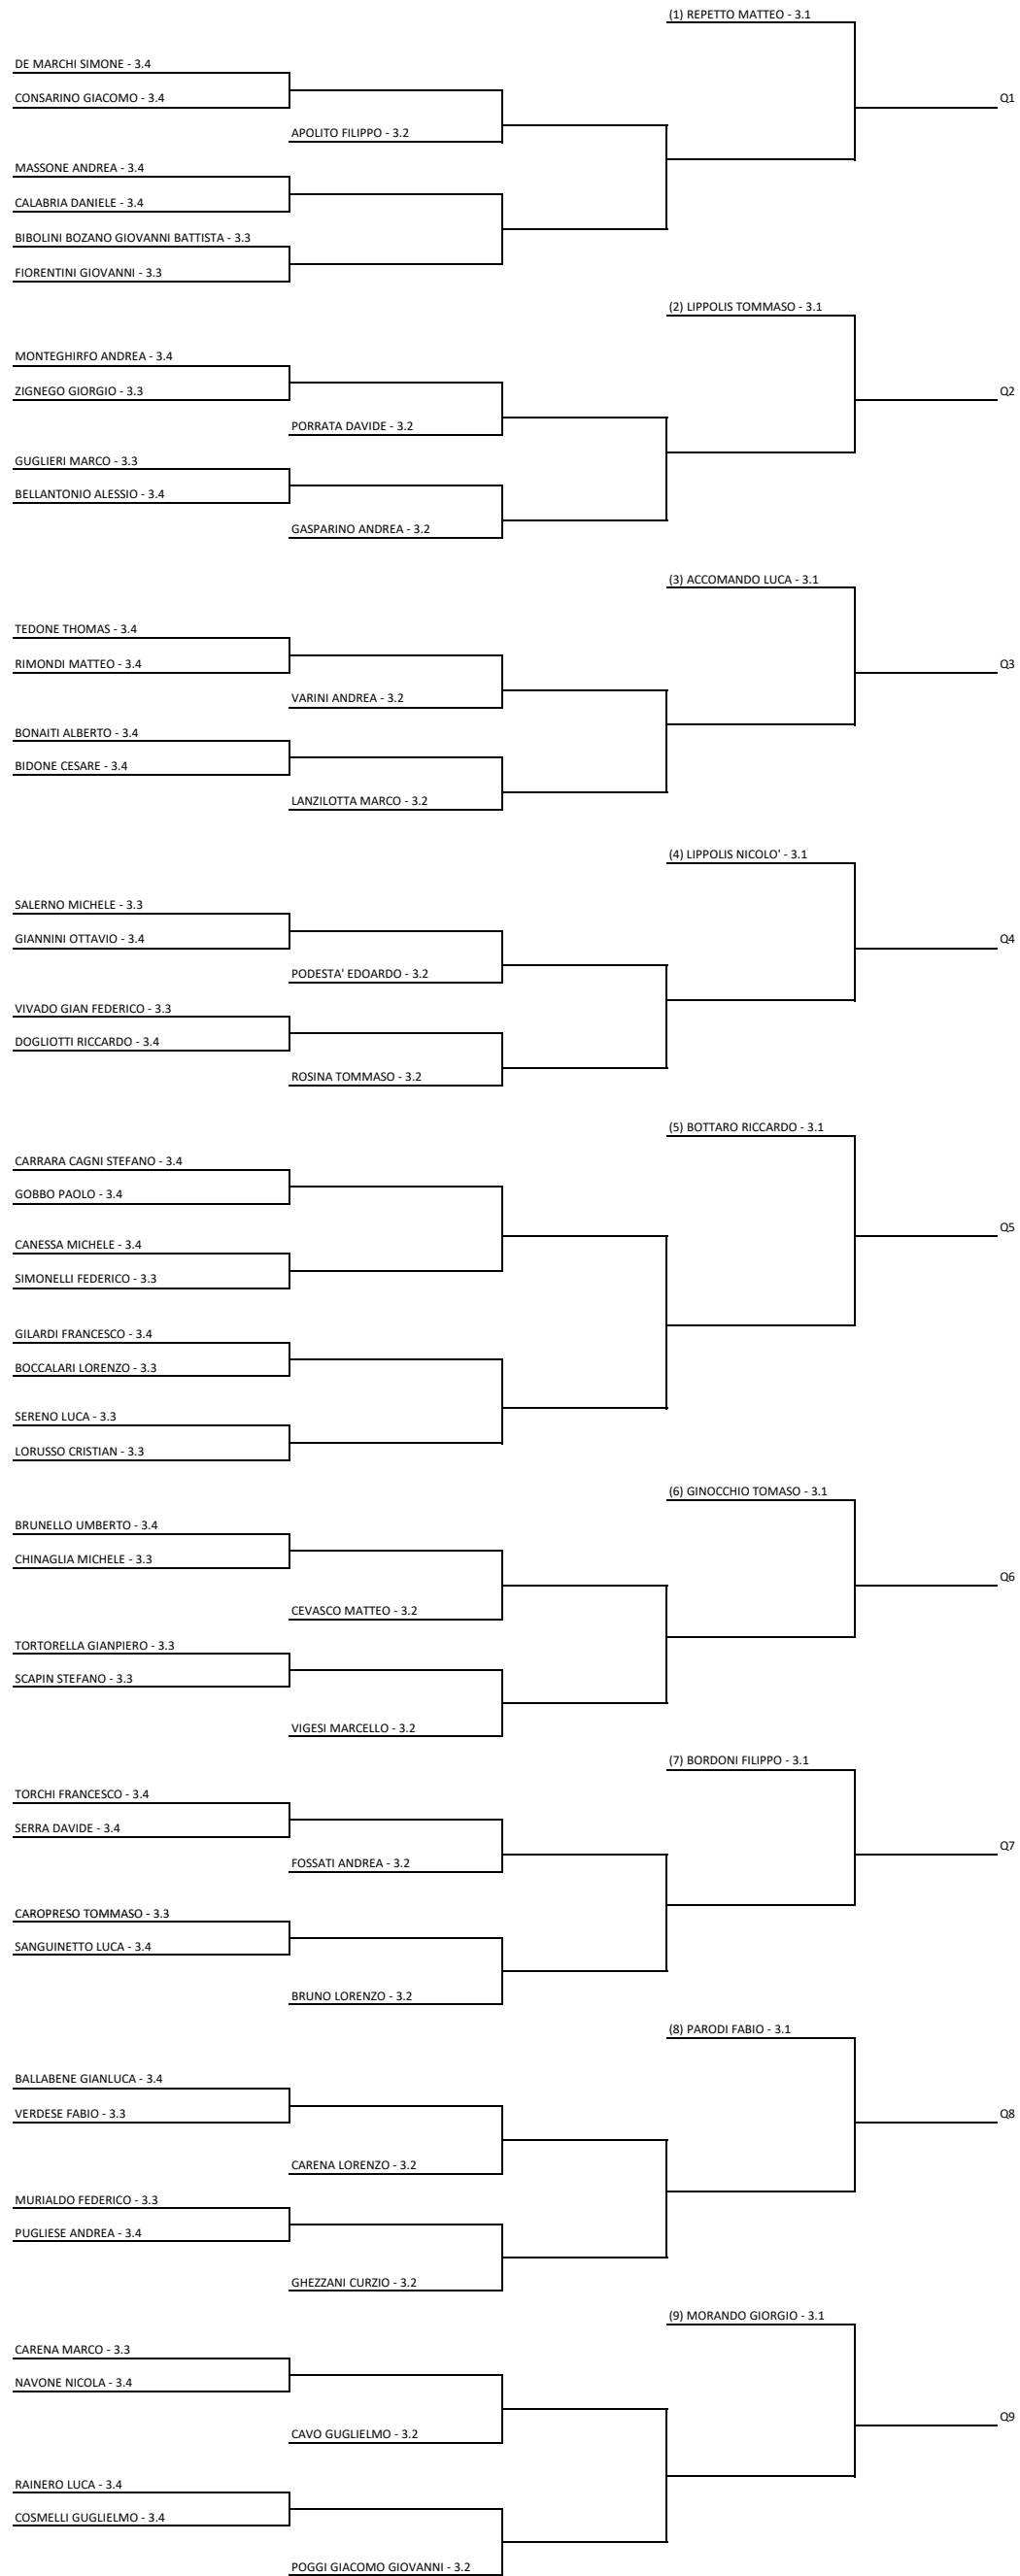 (1) REPETTO MATTEO - 3.1
DE MARCHI SIMONE - 3.4
CONSARINO GIACOMO - 3.4
Q1
APOLITO FILIPPO - 3.2
MASSONE ANDREA - 3.4
CALABRIA DANIELE - 3.4
BIBOLINI BOZANO GIOVANNI BATTISTA - 3.3
FIORENTINI GIOVANNI - 3.3
(2) LIPPOLIS TOMMASO - 3.1
MONTEGHIRFO ANDREA - 3.4
ZIGNEGO GIORGIO - 3.3
Q2
PORRATA DAVIDE - 3.2
GUGLIERI MARCO - 3.3
BELLANTONIO ALESSIO - 3.4
GASPARINO ANDREA - 3.2
(3) ACCOMANDO LUCA - 3.1
TEDONE THOMAS - 3.4
RIMONDI MATTEO - 3.4
Q3
VARINI ANDREA - 3.2
BONAITI ALBERTO - 3.4
BIDONE CESARE - 3.4
LANZILOTTA MARCO - 3.2
(4) LIPPOLIS NICOLO' - 3.1
SALERNO MICHELE - 3.3
GIANNINI OTTAVIO - 3.4
Q4
PODESTA' EDOARDO - 3.2
VIVADO GIAN FEDERICO - 3.3
DOGLIOTTI RICCARDO - 3.4
ROSINA TOMMASO - 3.2
(5) BOTTARO RICCARDO - 3.1
CARRARA CAGNI STEFANO - 3.4
GOBBO PAOLO - 3.4
Q5
CANESSA MICHELE - 3.4
SIMONELLI FEDERICO - 3.3
GILARDI FRANCESCO - 3.4
BOCCALARI LORENZO - 3.3
SERENO LUCA - 3.3
LORUSSO CRISTIAN - 3.3
(6) GINOCCHIO TOMASO - 3.1
BRUNELLO UMBERTO - 3.4
CHINAGLIA MICHELE - 3.3
Q6
CEVASCO MATTEO - 3.2
TORTORELLA GIANPIERO - 3.3
SCAPIN STEFANO - 3.3
VIGESI MARCELLO - 3.2
(7) BORDONI FILIPPO - 3.1
TORCHI FRANCESCO - 3.4
SERRA DAVIDE - 3.4
Q7
FOSSATI ANDREA - 3.2
CAROPRESO TOMMASO - 3.3
SANGUINETTO LUCA - 3.4
BRUNO LORENZO - 3.2
(8) PARODI FABIO - 3.1
BALLABENE GIANLUCA - 3.4
VERDESE FABIO - 3.3
Q8
CARENA LORENZO - 3.2
MURIALDO FEDERICO - 3.3
PUGLIESE ANDREA - 3.4
GHEZZANI CURZIO - 3.2
(9) MORANDO GIORGIO - 3.1
CARENA MARCO - 3.3
NAVONE NICOLA - 3.4
Q9
CAVO GUGLIELMO - 3.2
RAINERO LUCA - 3.4
COSMELLI GUGLIELMO - 3.4
POGGI GIACOMO GIOVANNI - 3.2